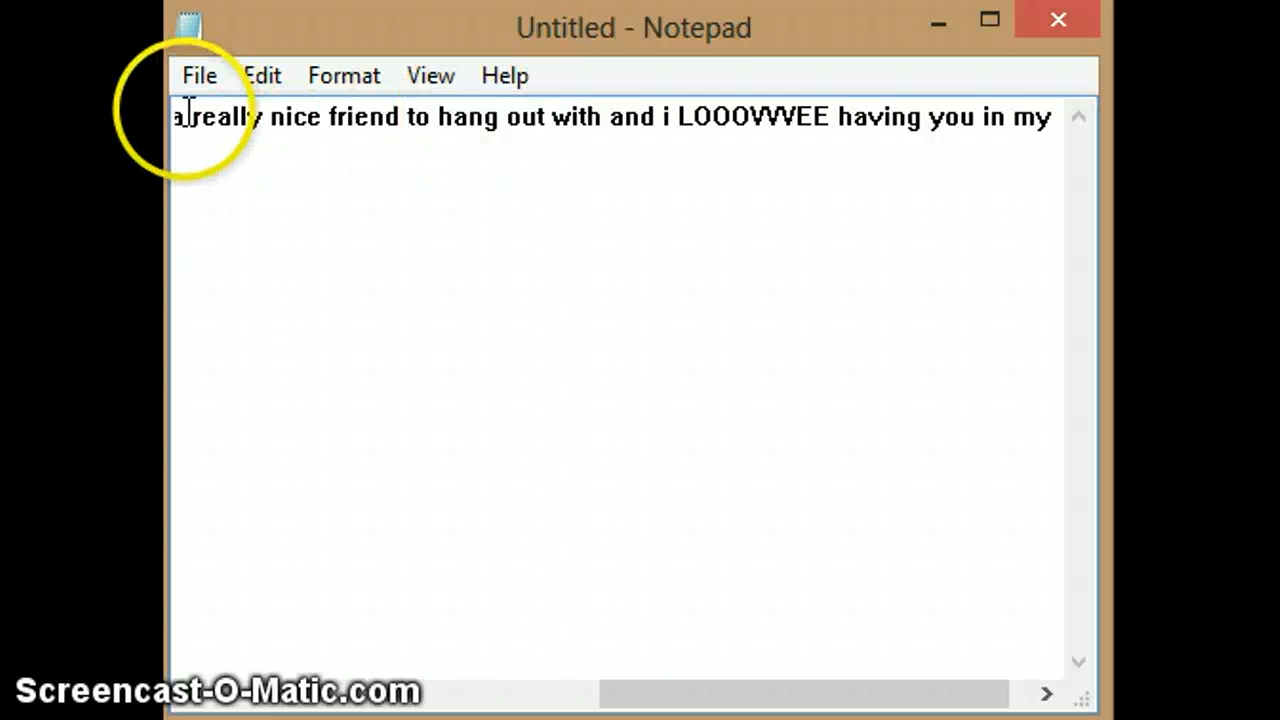 Untitled - Notepad
File Edit Format View Help
a really nice friend to hang out with and i LOOOVVVEE having you in my
Screencast-O-Matic.com